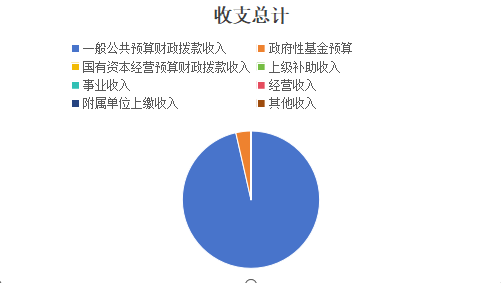 收支总计
一般公共预算财政拨款收入 政府性基金预算
国有资本经营预算财政拨款收入 上级补助收入
事业收入 经营收入
附属单位上缴收入 其他收入